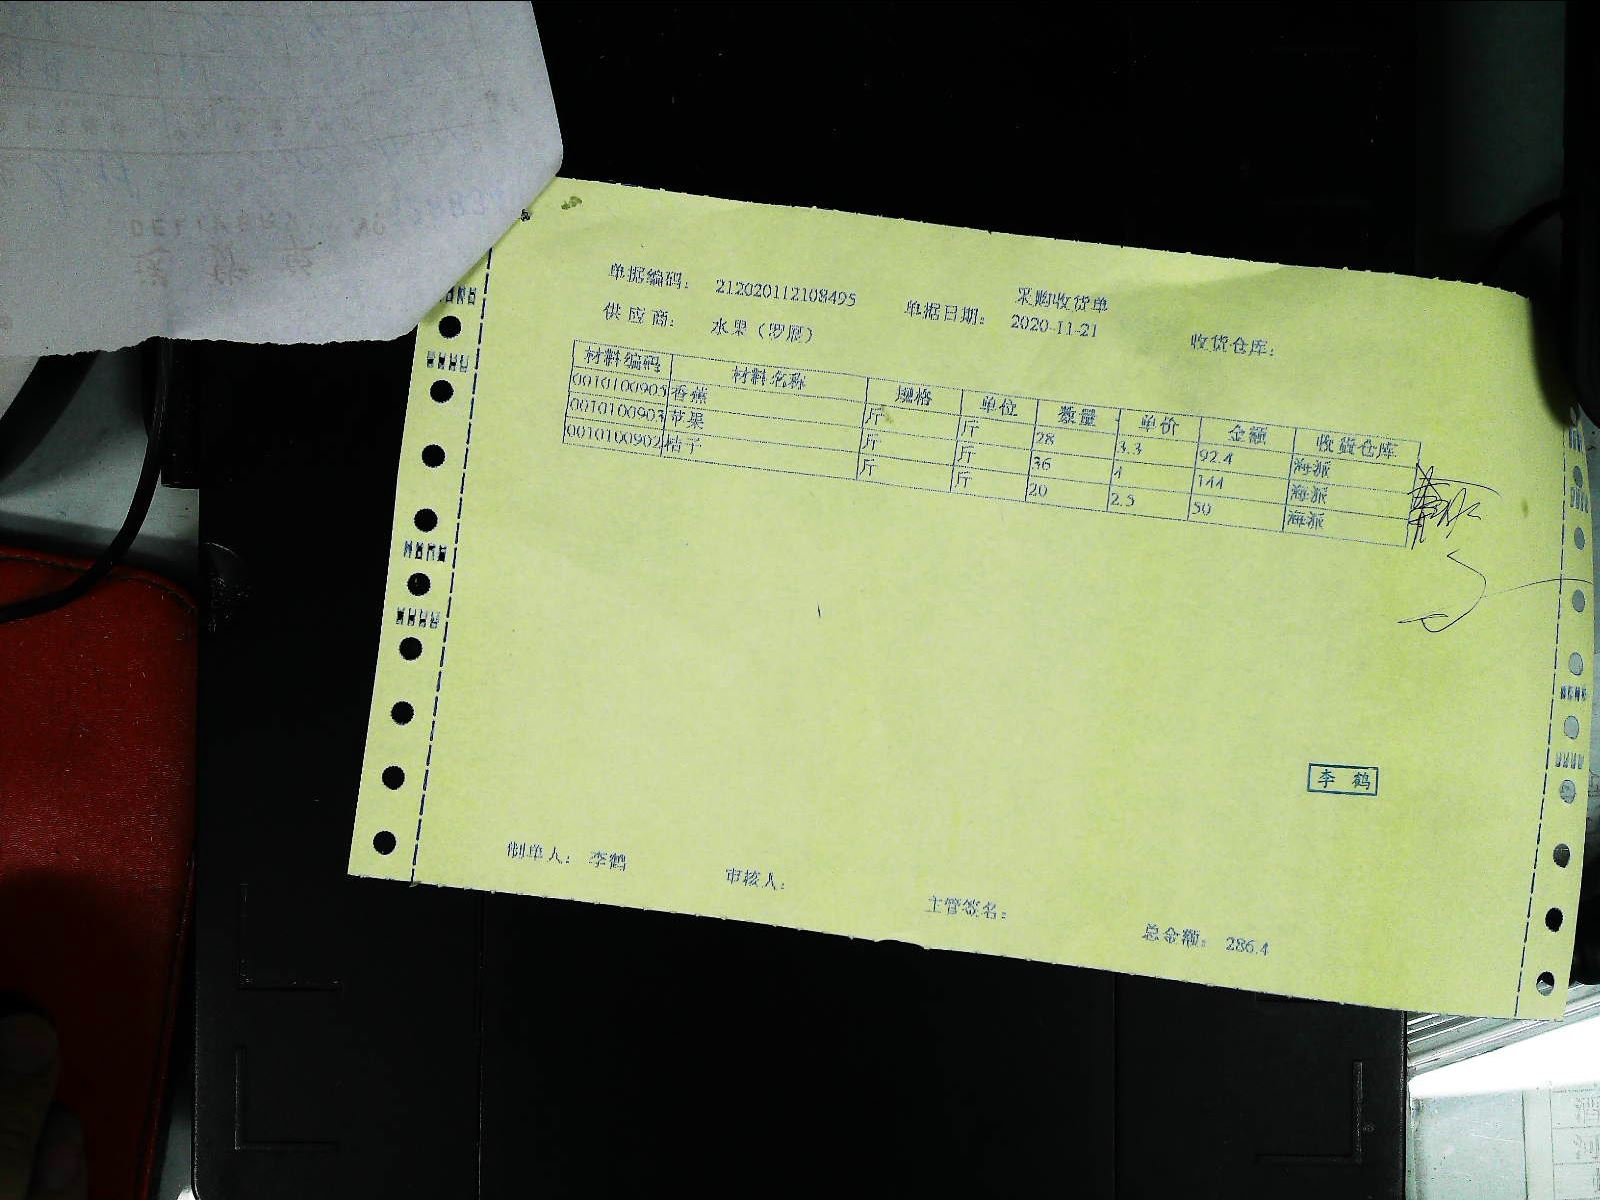 采购收货单
单据编码: 212020112108495 单据日期: 2020-11-21 收货仓库:
供应商: 水果(罗雁)
材料编码 材料名称 规格 单位 数量 单价 金额 收货仓库
0010100905 香蕉 斤 斤 28 3.3 92.4 海派
0010100903 苹果 斤 斤 36 4 144 海派
0010100902 桔子 斤 斤 20 2.5 50 海派
李 鹤
制单人: 李鹤 审核人: 主管签名: 总金额: 286.4